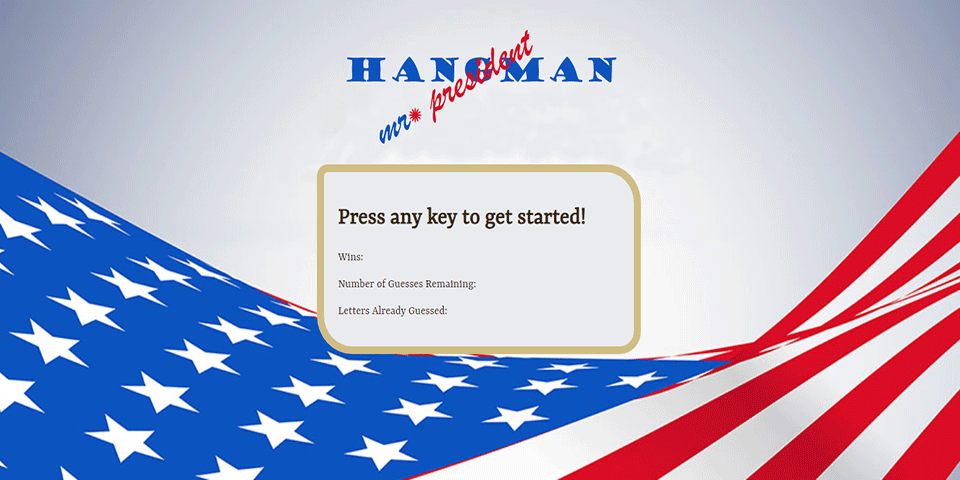 HANGMAN
mr* president
Press any key to get started!
Wins:
Number of Guesses Remaining:
Letters Already Guessed: